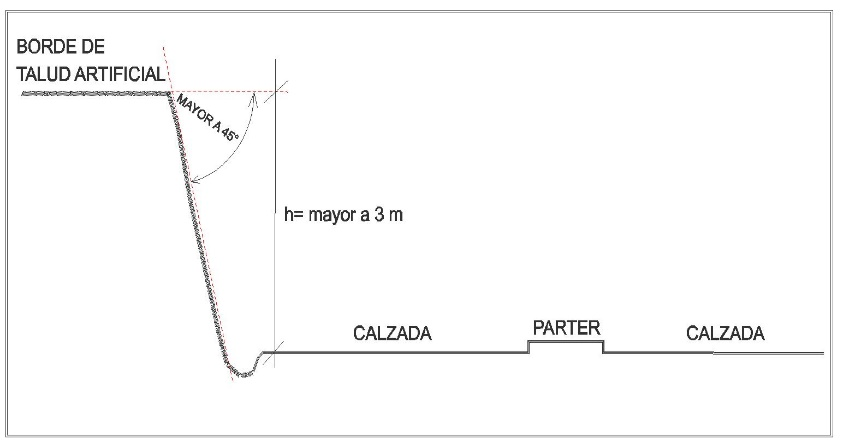 BORDE DE
TALUD ARTIFICIAL
MAYOR A 45°
h= mayor a 3 m
CALZADA
PARTER
CALZADA